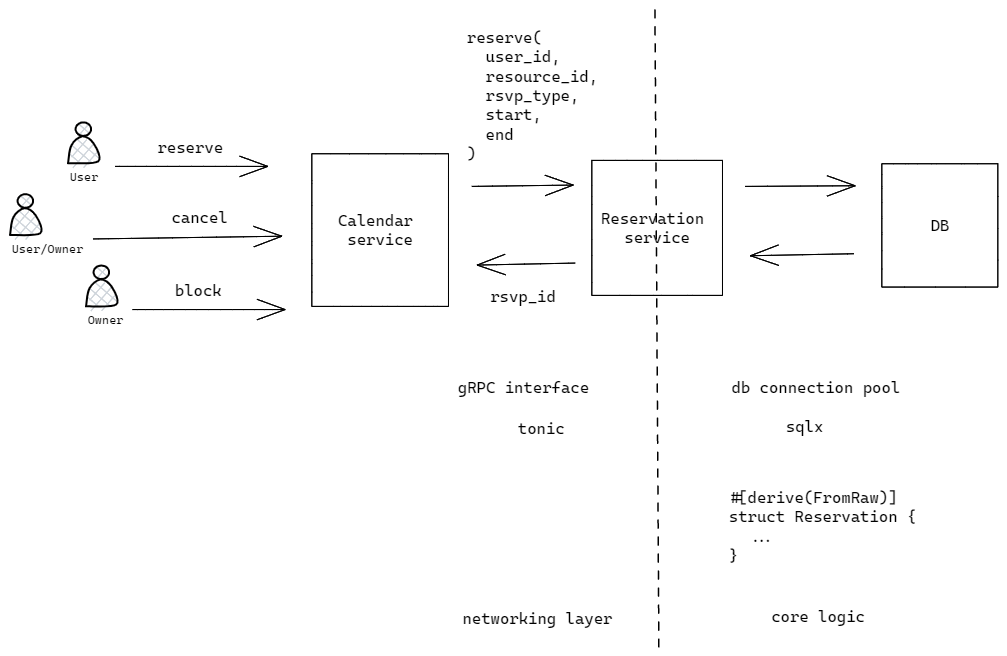 reserve(
user_id,
resource_id,
rsvp_type,
start,
end
)
reserve
User
cancel
User/Owner
block
Owner
Calendar
service
Reservation
service
DB
rsvp_id
gRPC interface
db connection pool
tonic
sqlx
#[derive(FromRaw)]
struct Reservation {
...
}
networking layer
core logic